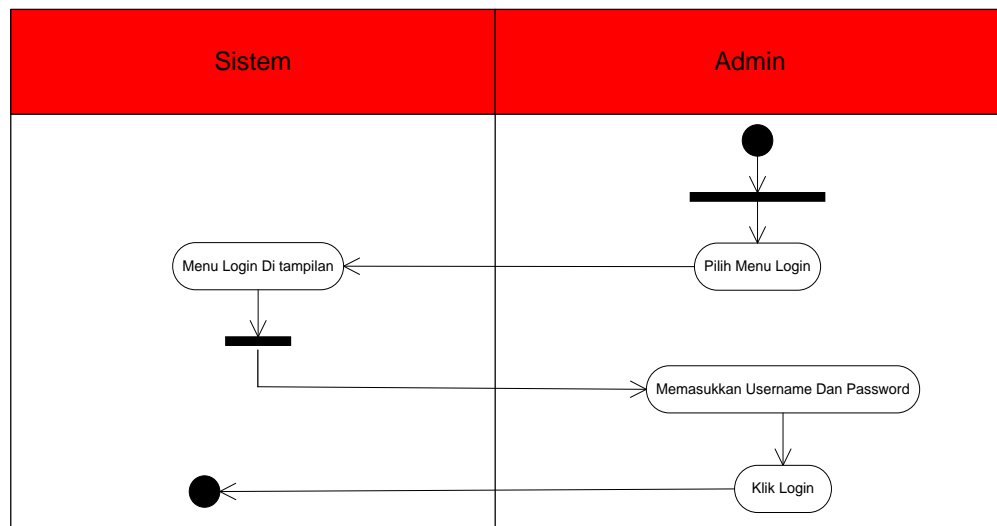 Sistem
Admin
Menu Login Di tampilan
Pilih Menu Login
Memasukkan Username Dan Password
Klik Login